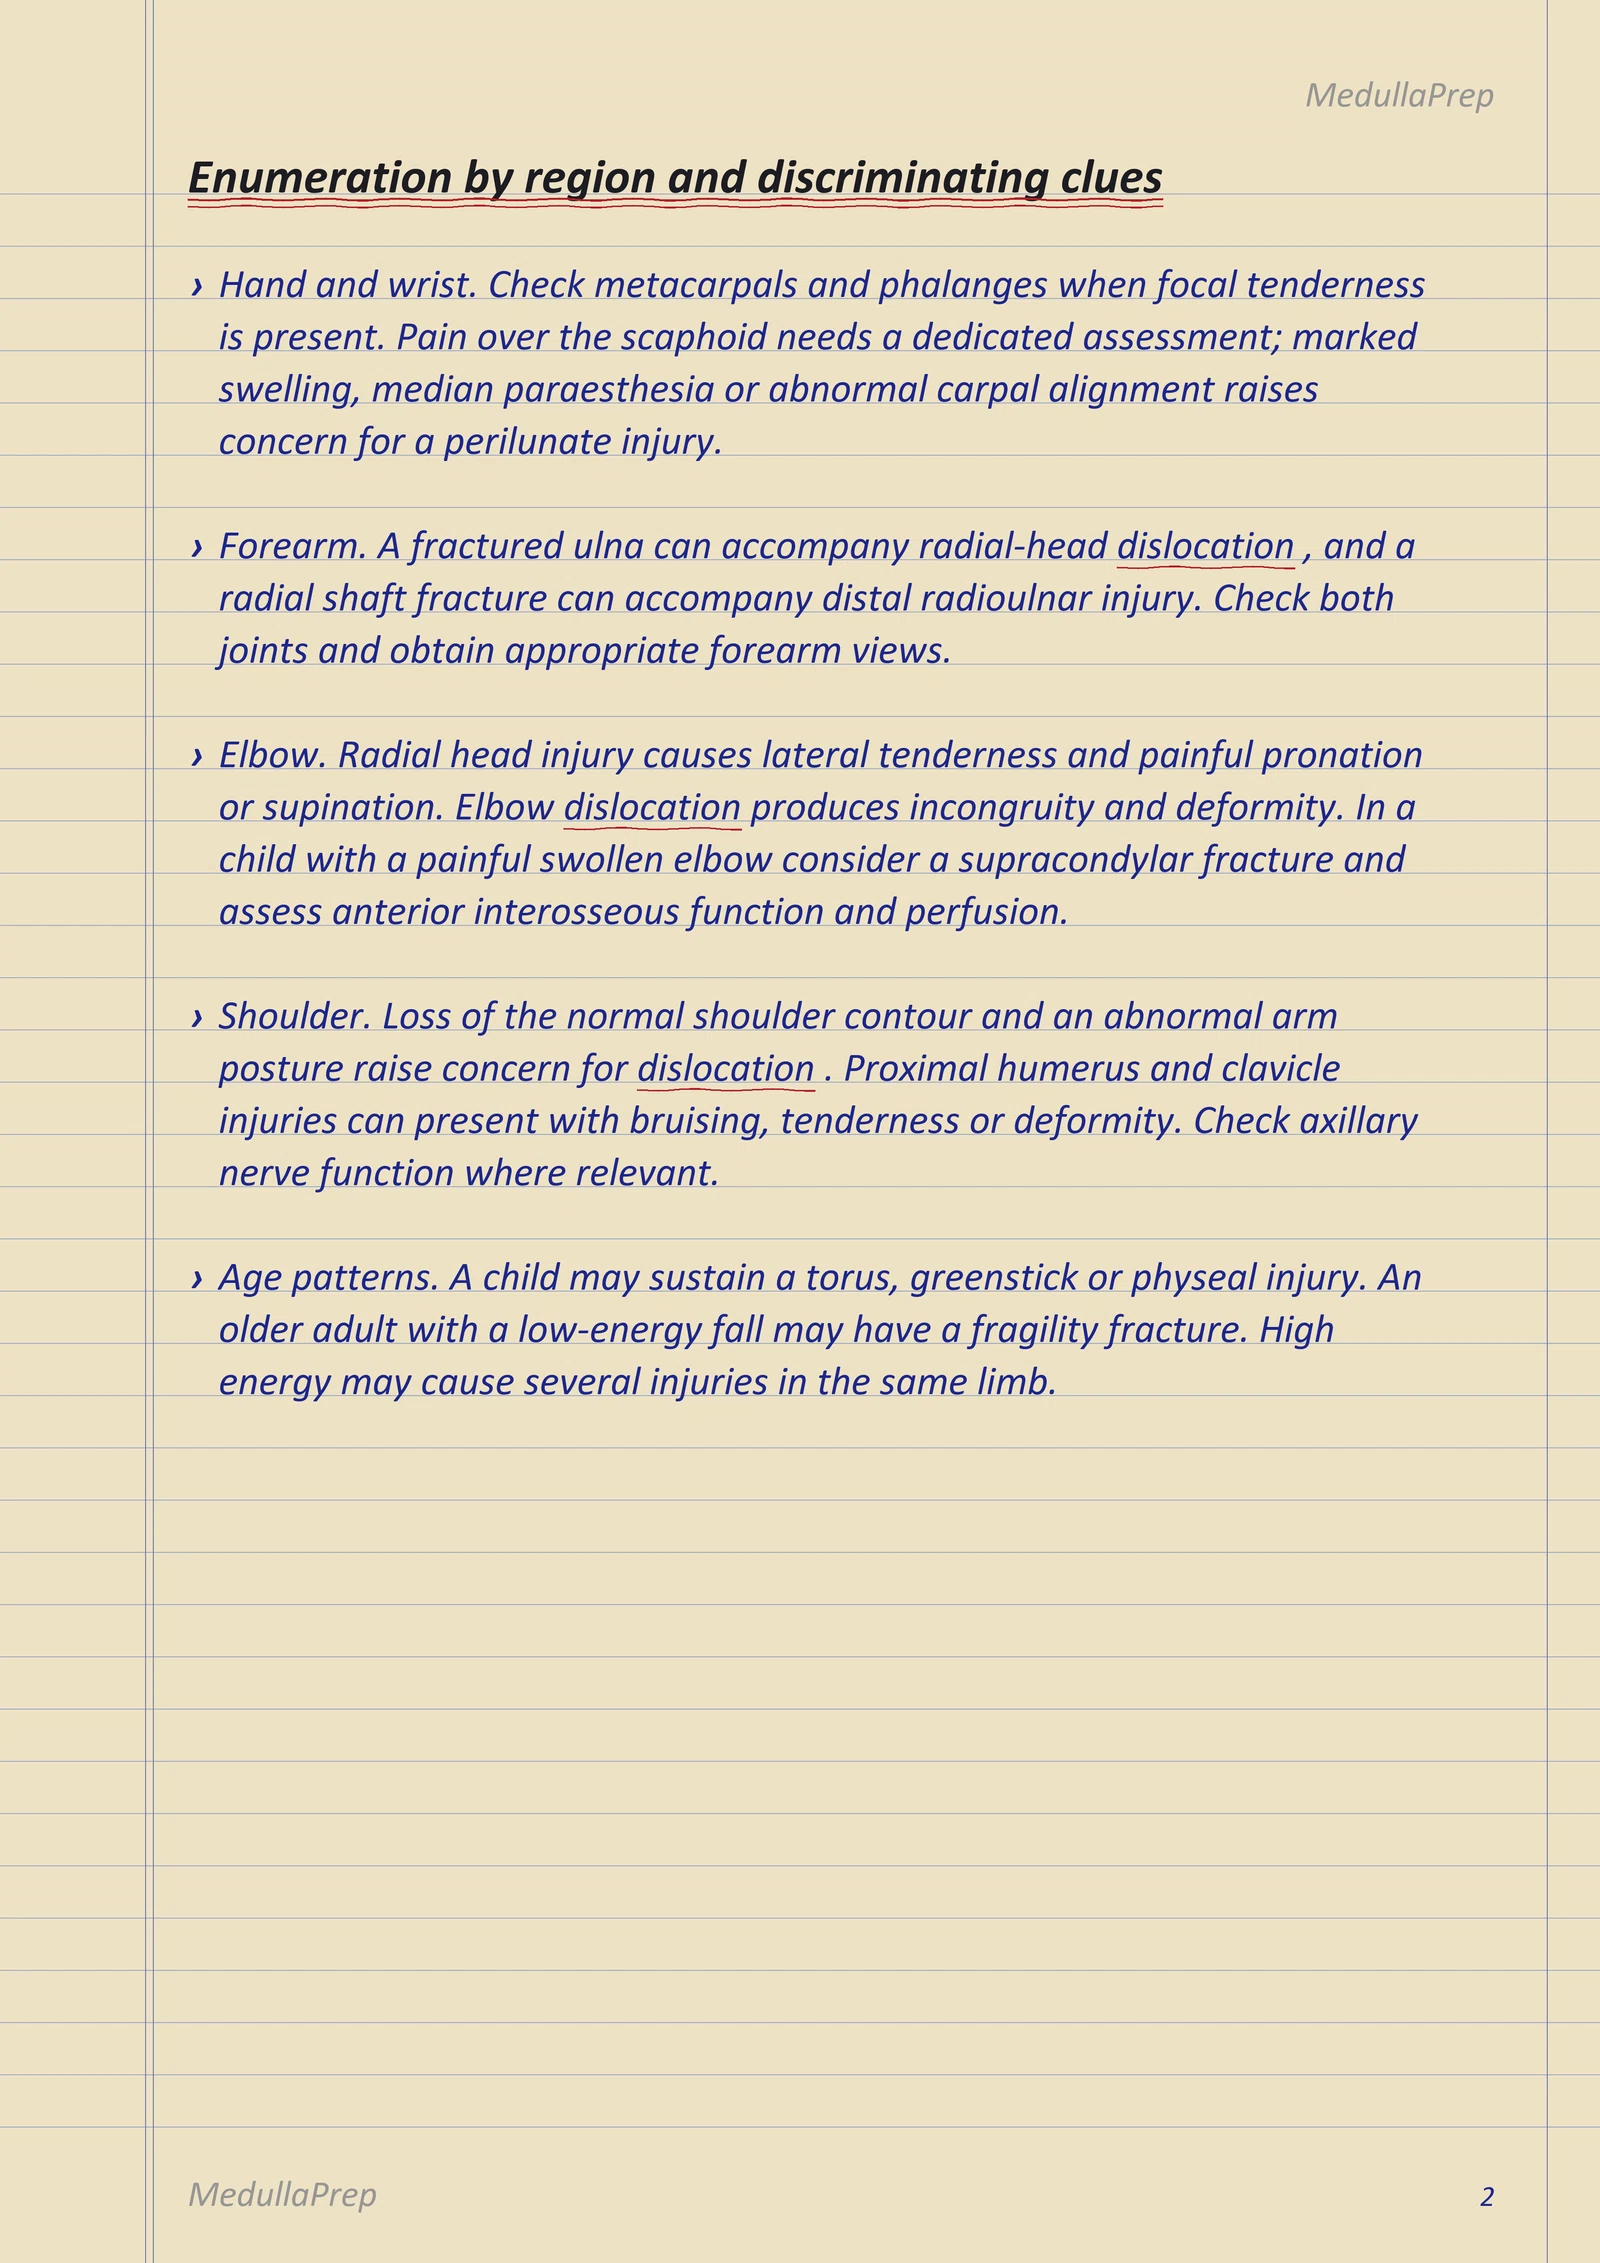 MedullaPrep
Enumeration by region and discriminating clues
› Hand and wrist. Check metacarpals and phalanges when focal tenderness
is present. Pain over the scaphoid needs a dedicated assessment; marked
swelling, median paraesthesia or abnormal carpal alignment raises
concern for a perilunate injury.
› Forearm. A fractured ulna can accompany radial-head dislocation , and a
radial shaft fracture can accompany distal radioulnar injury. Check both
joints and obtain appropriate forearm views.
› Elbow. Radial head injury causes lateral tenderness and painful pronation
or supination. Elbow dislocation produces incongruity and deformity. In a
child with a painful swollen elbow consider a supracondylar fracture and
assess anterior interosseous function and perfusion.
› Shoulder. Loss of the normal shoulder contour and an abnormal arm
posture raise concern for dislocation . Proximal humerus and clavicle
injuries can present with bruising, tenderness or deformity. Check axillary
nerve function where relevant.
› Age patterns. A child may sustain a torus, greenstick or physeal injury. An
older adult with a low-energy fall may have a fragility fracture. High
energy may cause several injuries in the same limb.
MedullaPrep
2